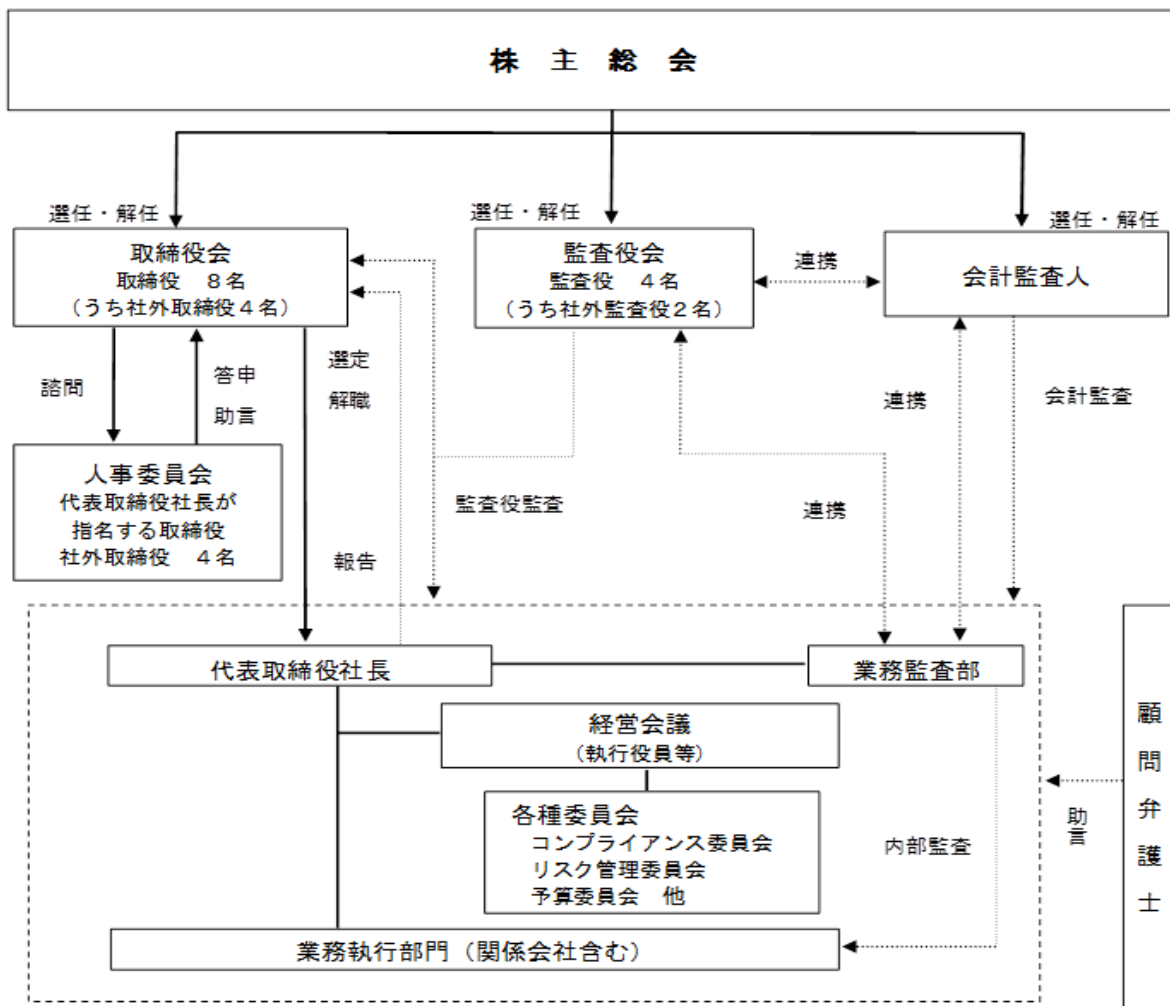 株 主 総 会
選任・解任
選任・解任
選任・解任
取締役会
取締役 8名
(うち社外取締役4名)
監査役会
監査役 4名
(うち社外監査役2名)
連携
会計監査人
諮問
答申
助言
選定
解職
連携
会計監査
人事委員会
代表取締役社長が
指名する取締役
社外取締役 4名
監査役監査
連携
報告
代表取締役社長
業務監査部
経営会議
(執行役員等)
各種委員会
コンプライアンス委員会
リスク管理委員会
予算委員会 他
内部監査
助言
顧問弁護士
業務執行部門(関係会社含む)